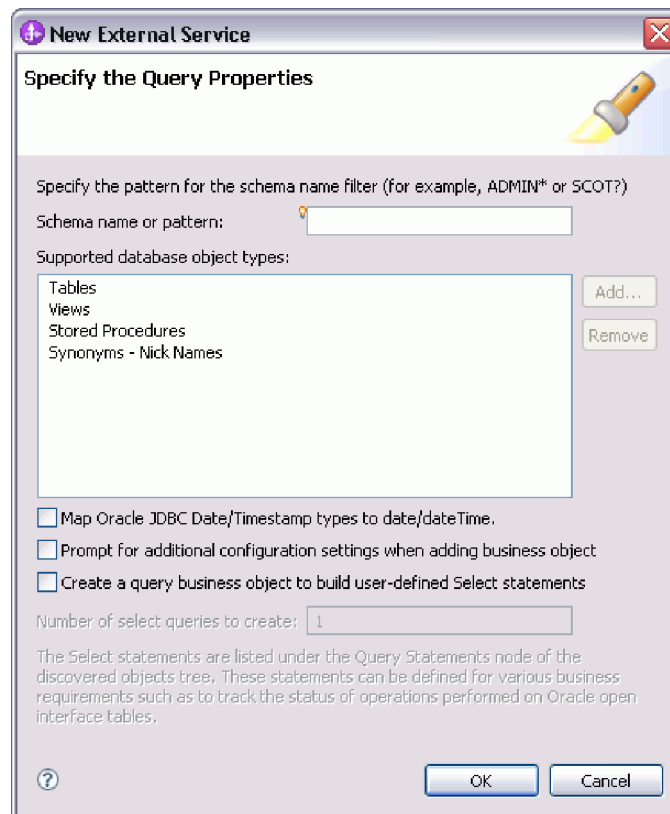 New External Service
Specify the Query Properties
Specify the pattern for the schema name filter (for example, ADMIN* or SCOT?)
Schema name or pattern:
Supported database object types:
Tables
Views
Stored Procedures
Synonyms - Nick Names
Add...
Remove
Map Oracle JDBC Date/Timestamp types to date/dateTime.
Prompt for additional configuration settings when adding business object
Create a query business object to build user-defined Select statements
Number of select queries to create: 1
The Select statements are listed under the Query Statements node of the
discovered objects tree. These statements can be defined for various business
requirements such as to track the status of operations performed on Oracle open
interface tables.
? OK Cancel